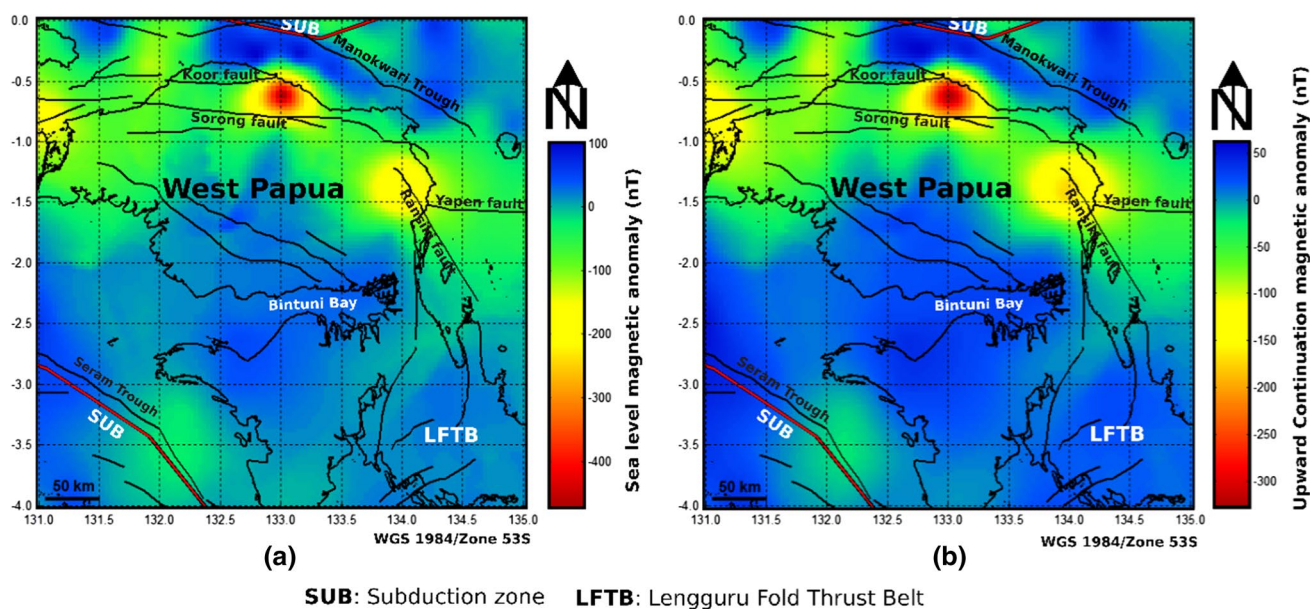 (a)
(b)
0.0
-0.5
-1.0
-1.5
-2.0
-2.5
-3.0
-3.5
-4.0
131.0 131.5 132.0 132.5 133.0 133.5 134.0 134.5 135.0
SUB
Manokwari Trough
Koor fault
Sorong fault
West Papua
Ransiki fault
Yapen fault
Bintuni Bay
Seram Trough
SUB
LFTB
50 km
WGS 1984/Zone 53S
N
100
0
-100
-200
-300
-400
Sea level magnetic anomaly (nT)
(a)
0.0
-0.5
-1.0
-1.5
-2.0
-2.5
-3.0
-3.5
-4.0
131.0 131.5 132.0 132.5 133.0 133.5 134.0 134.5 135.0
SUB
Manokwari Trough
Koor fault
Sorong fault
West Papua
Ransiki fault
Yapen fault
Bintuni Bay
Seram Trough
SUB
LFTB
50 km
WGS 1984/Zone 53S
N
50
0
-50
-100
-150
-200
-250
-300
Upward Continuation magnetic anomaly (nT)
(b)
SUB: Subduction zone LFTB: Lengguru Fold Thrust Belt